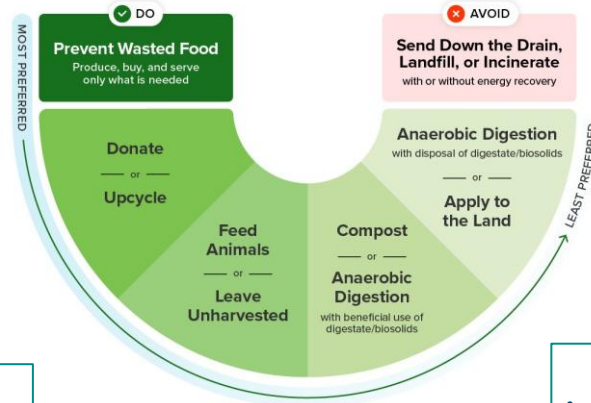 DO
Prevent Wasted Food
Produce, buy, and serve
only what is needed
AVOID
Send Down the Drain,
Landfill, or Incinerate
with or without energy recovery
MOST PREFERRED
Donate
or
Upcycle
Feed
Animals
or
Leave
Unharvested
Compost
or
Anaerobic
Digestion
with beneficial use of
digestate/biosolids
Anaerobic Digestion
with disposal of digestate/biosolids
or
Apply to
the Land
LEAST PREFERRED